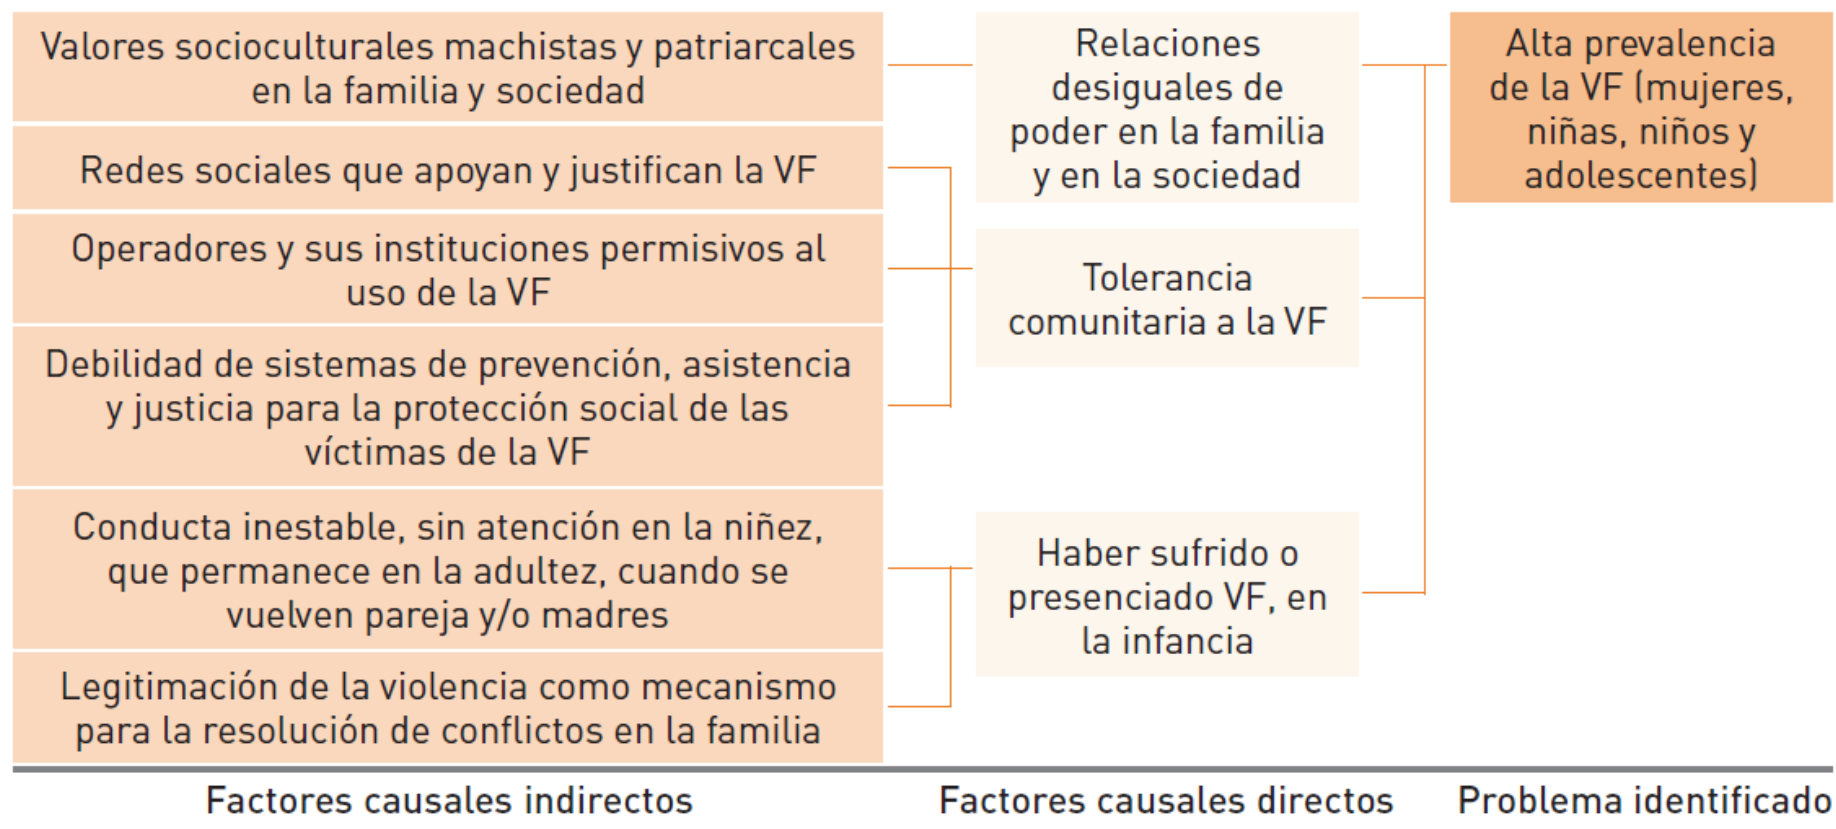 Valores socioculturales machistas y patriarcales
en la familia y sociedad
Redes sociales que apoyan y justifican la VF
Operadores y sus instituciones permisivos al
uso de la VF
Debilidad de sistemas de prevención, asistencia
y justicia para la protección social de las
víctimas de la VF
Conducta inestable, sin atención en la niñez,
que permanece en la adultez, cuando se
vuelven pareja y/o madres
Legitimación de la violencia como mecanismo
para la resolución de conflictos en la familia
Factores causales indirectos
Relaciones
desiguales de
poder en la familia
y en la sociedad
Tolerancia
comunitaria a la VF
Haber sufrido o
presenciado VF, en
la infancia
Factores causales directos
Alta prevalencia
de la VF (mujeres,
niñas, niños y
adolescentes)
Problema identificado